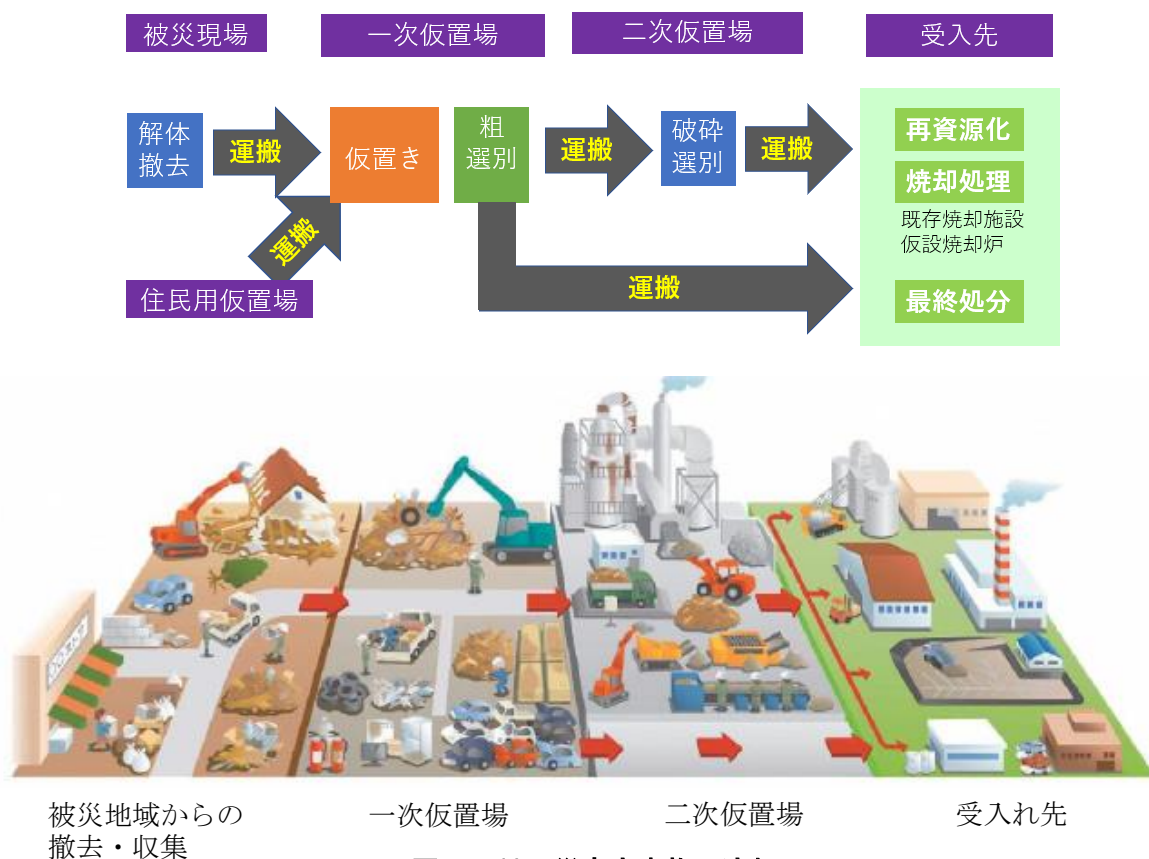 被災現場
一次仮置場
二次仮置場
受入先
解体
撤去
運搬
仮置き
粗
選別
運搬
破砕
選別
運搬
再資源化
焼却処理
既存焼却施設
仮設焼却炉
運搬
住民用仮置場
運搬
最終処分
被災地域からの
撤去・収集
一次仮置場
二次仮置場
受入れ先